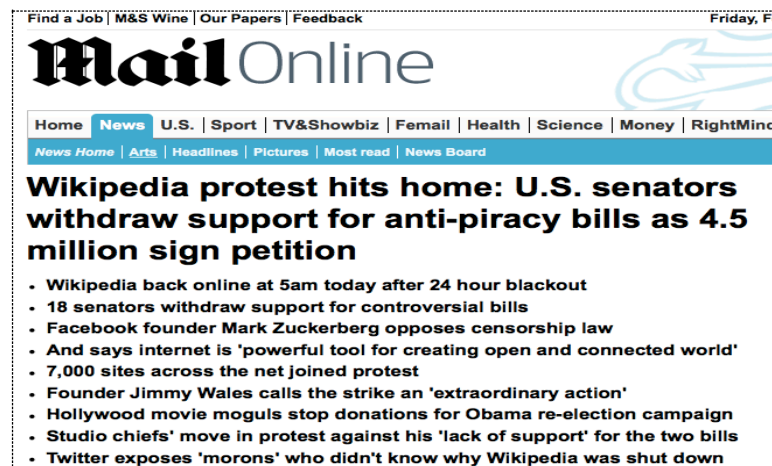 Find a Job | M&S Wine | Our Papers | Feedback Friday, F
Mail Online
Home News U.S. | Sport | TV&Showbiz | Femail | Health | Science | Money | RightMind
News Home | Arts | Headlines | Pictures | Most read | News Board
Wikipedia protest hits home: U.S. senators
withdraw support for anti-piracy bills as 4.5
million sign petition
• Wikipedia back online at 5am today after 24 hour blackout
• 18 senators withdraw support for controversial bills
• Facebook founder Mark Zuckerberg opposes censorship law
• And says internet is 'powerful tool for creating open and connected world'
• 7,000 sites across the net joined protest
• Founder Jimmy Wales calls the strike an 'extraordinary action'
• Hollywood movie moguls stop donations for Obama re-election campaign
• Studio chiefs' move in protest against his 'lack of support' for the two bills
• Twitter exposes 'morons' who didn't know why Wikipedia was shut down